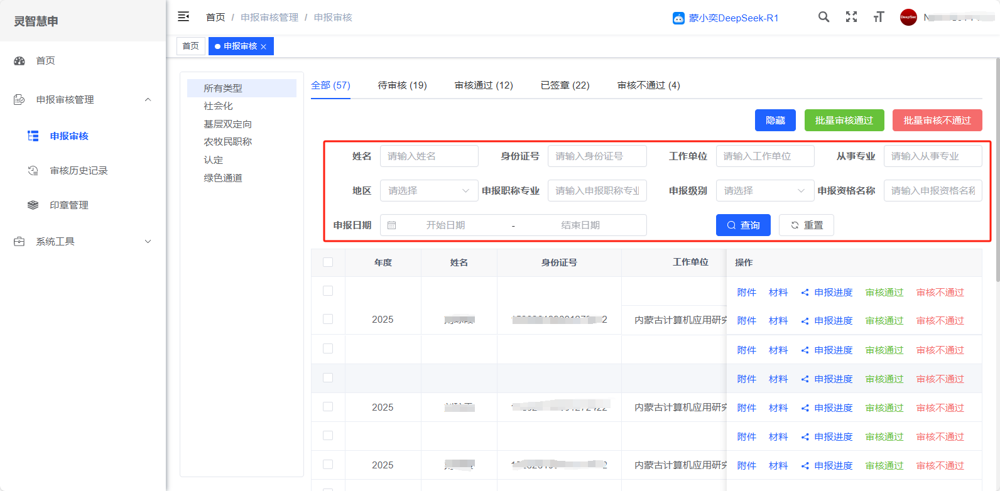 灵智慧申
首页
申报审核管理
申报审核
审核历史记录
印章管理
系统工具
首页 / 申报审核管理 / 申报审核
蒙小奕DeepSeek-R1
首页
申报审核
所有类型
社会化
基层双定向
农牧民职称
认定
绿色通道
全部 (57) 待审核 (19) 审核通过 (12) 已签章 (22) 审核不通过 (4)
隐藏 批量审核通过 批量审核不通过
姓名 请输入姓名 身份证号 请输入身份证号 工作单位 请输入工作单位 从事专业 请输入从事专业
地区 请选择 申报职称专业 请输入申报职称专业 申报级别 请选择 申报资格名称 请输入申报资格名称
申报日期 开始日期 - 结束日期 查询 重置
年度 姓名 身份证号 工作单位 操作
附件 材料 申报进度 审核通过 审核不通过
2025 内蒙古计算机应用研究 附件 材料 申报进度 审核通过 审核不通过
附件 材料 申报进度 审核通过 审核不通过
附件 材料 申报进度 审核通过 审核不通过
2025 内蒙古计算机应用研究 附件 材料 申报进度 审核通过 审核不通过
附件 材料 申报进度 审核通过 审核不通过
2025 内蒙古计算机应用研究 附件 材料 申报进度 审核通过 审核不通过